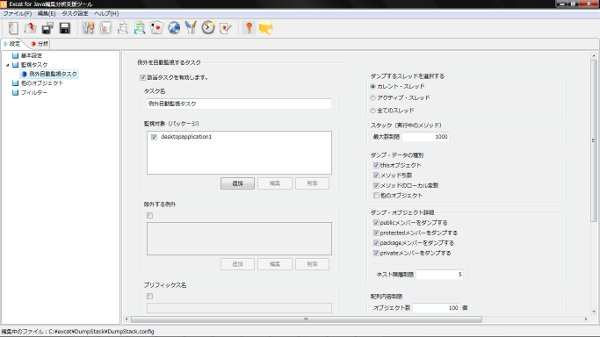 Excat for Java編集分析支援ツール
ファイル(F) 編集(E) タスク設定 ヘルプ(H)
設定 分析
基本設定
監視タスク
例外自動監視タスク
他のオブジェクト
フィルター
例外を自動監視するタスク
該当タスクを有効します。
タスク名
例外自動監視タスク
監視対象（パッケージ）
desktopapplication1
追加 編集 削除
除外する例外
追加 編集 削除
プリフィックス名
ダンプするスレッドを選択する
カレント・スレッド
アクティブ・スレッド
全てのスレッド
スタック（実行中のメソッド）
最大数制限 1000
ダンプ・データの種別
thisオブジェクト
メソッド引数
メソッドのローカル変数
他のオブジェクト
ダンプ・オブジェクト詳細
publicメンバーをダンプする
protectedメンバーをダンプする
packageメンバーをダンプする
privateメンバーをダンプする
ネスト階層制限 5
配列内容制限
オブジェクト数 100 個
編集中のファイル：C:¥excat¥DumpStack¥DumpStack.config